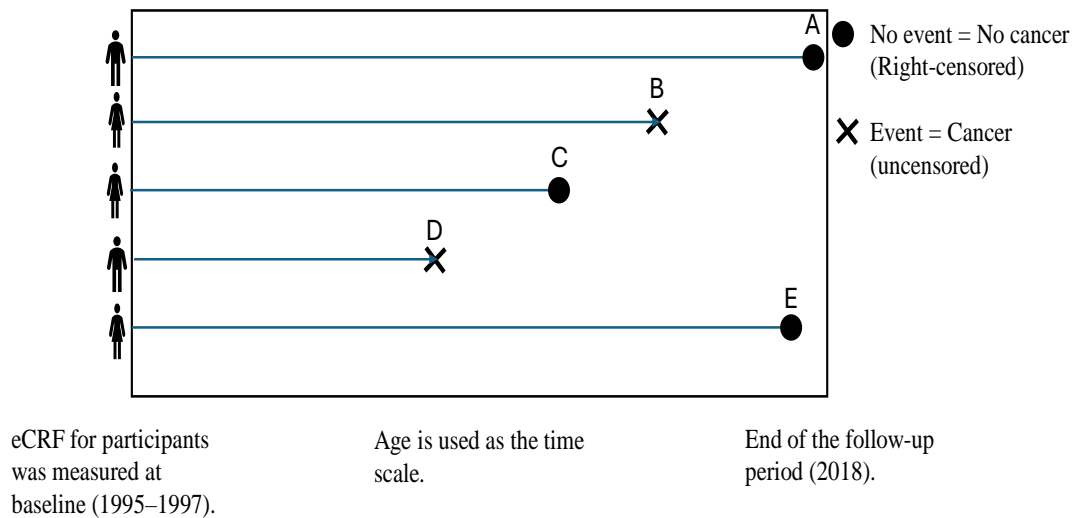 A
No event = No cancer
(Right-censored)
B
Event = Cancer
(uncensored)
C
D
E
eCRF for participants
was measured at
baseline (1995–1997).
Age is used as the time
scale.
End of the follow-up
period (2018).